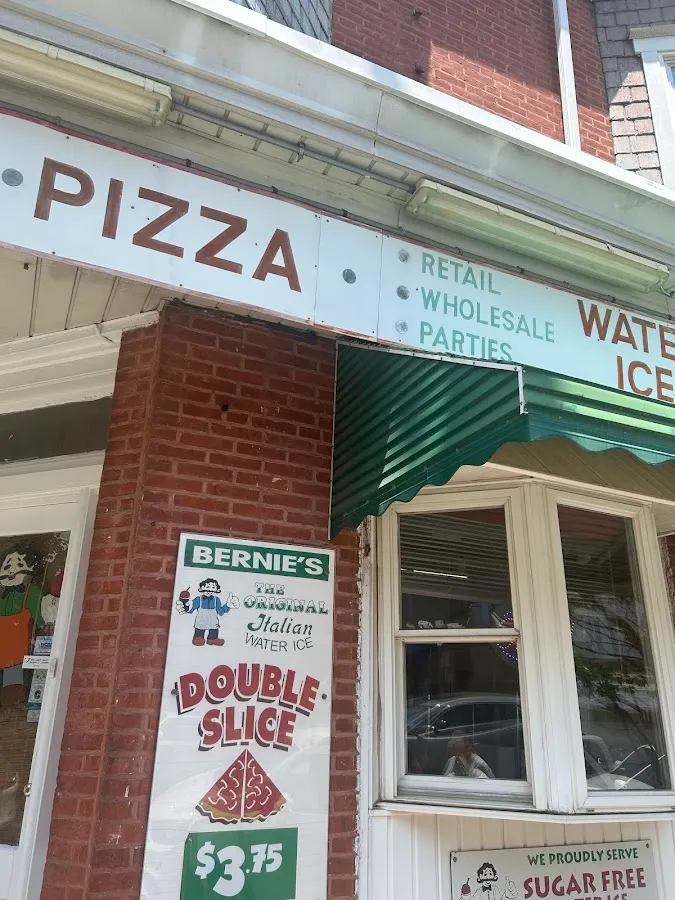 PIZZA
RETAIL
WHOLESALE
PARTIES
WATE
ICE
BERNIE'S
THE
ORIGINAL
Italian
WATER ICE
DOUBLE
SLICE
$3.75
WE PROUDLY SERVE
SUGAR FREE